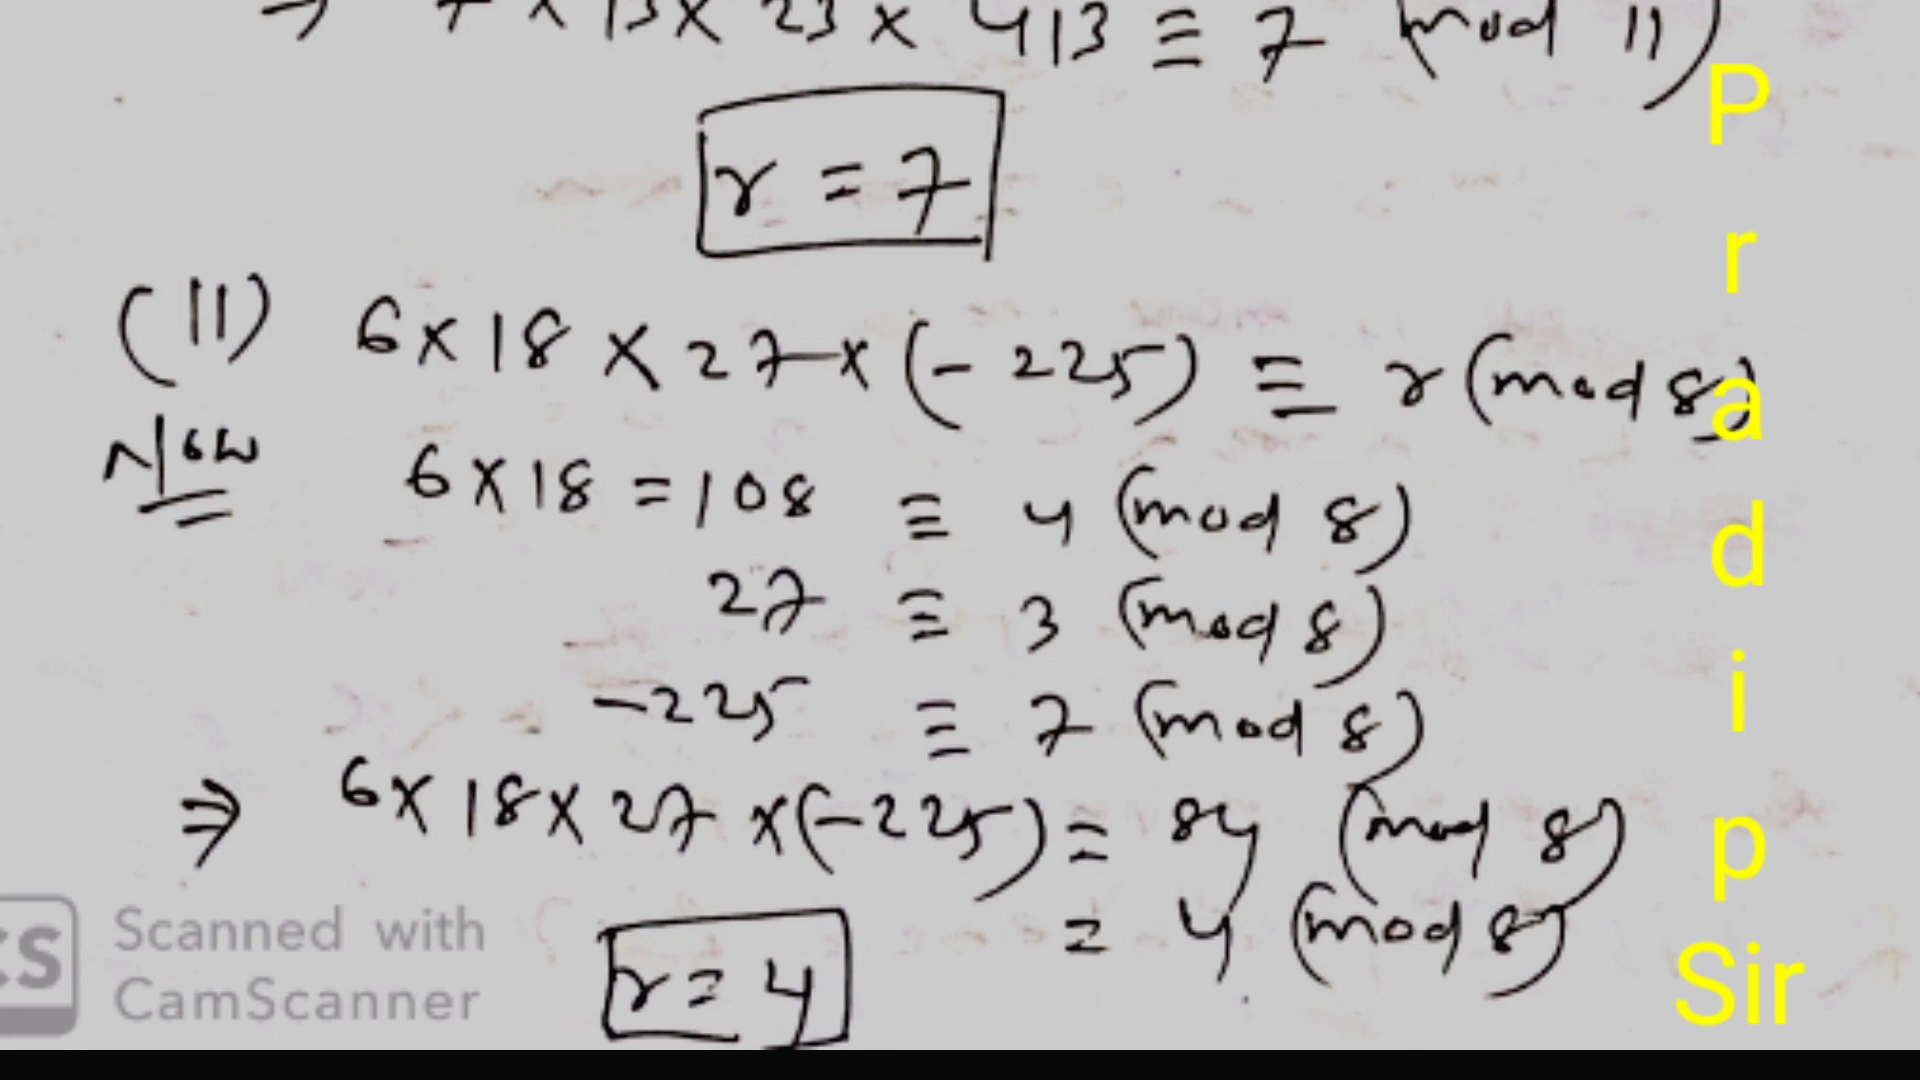 ⇒ 7 × 13 × 23 × 413 ≡ 7 (mod 11)
r = 7
(11) 6 × 18 × 27 × (-225) ≡ r (mod 8)
Now 6 × 18 = 108 ≡ 4 (mod 8)
27 ≡ 3 (mod 8)
-225 ≡ 7 (mod 8)
⇒ 6 × 18 × 27 × (-225) = 84 (mod 8)
= 4 (mod 8)
r = 4
CS
Scanned with
CamScanner
P
r
a
d
i
p
Sir